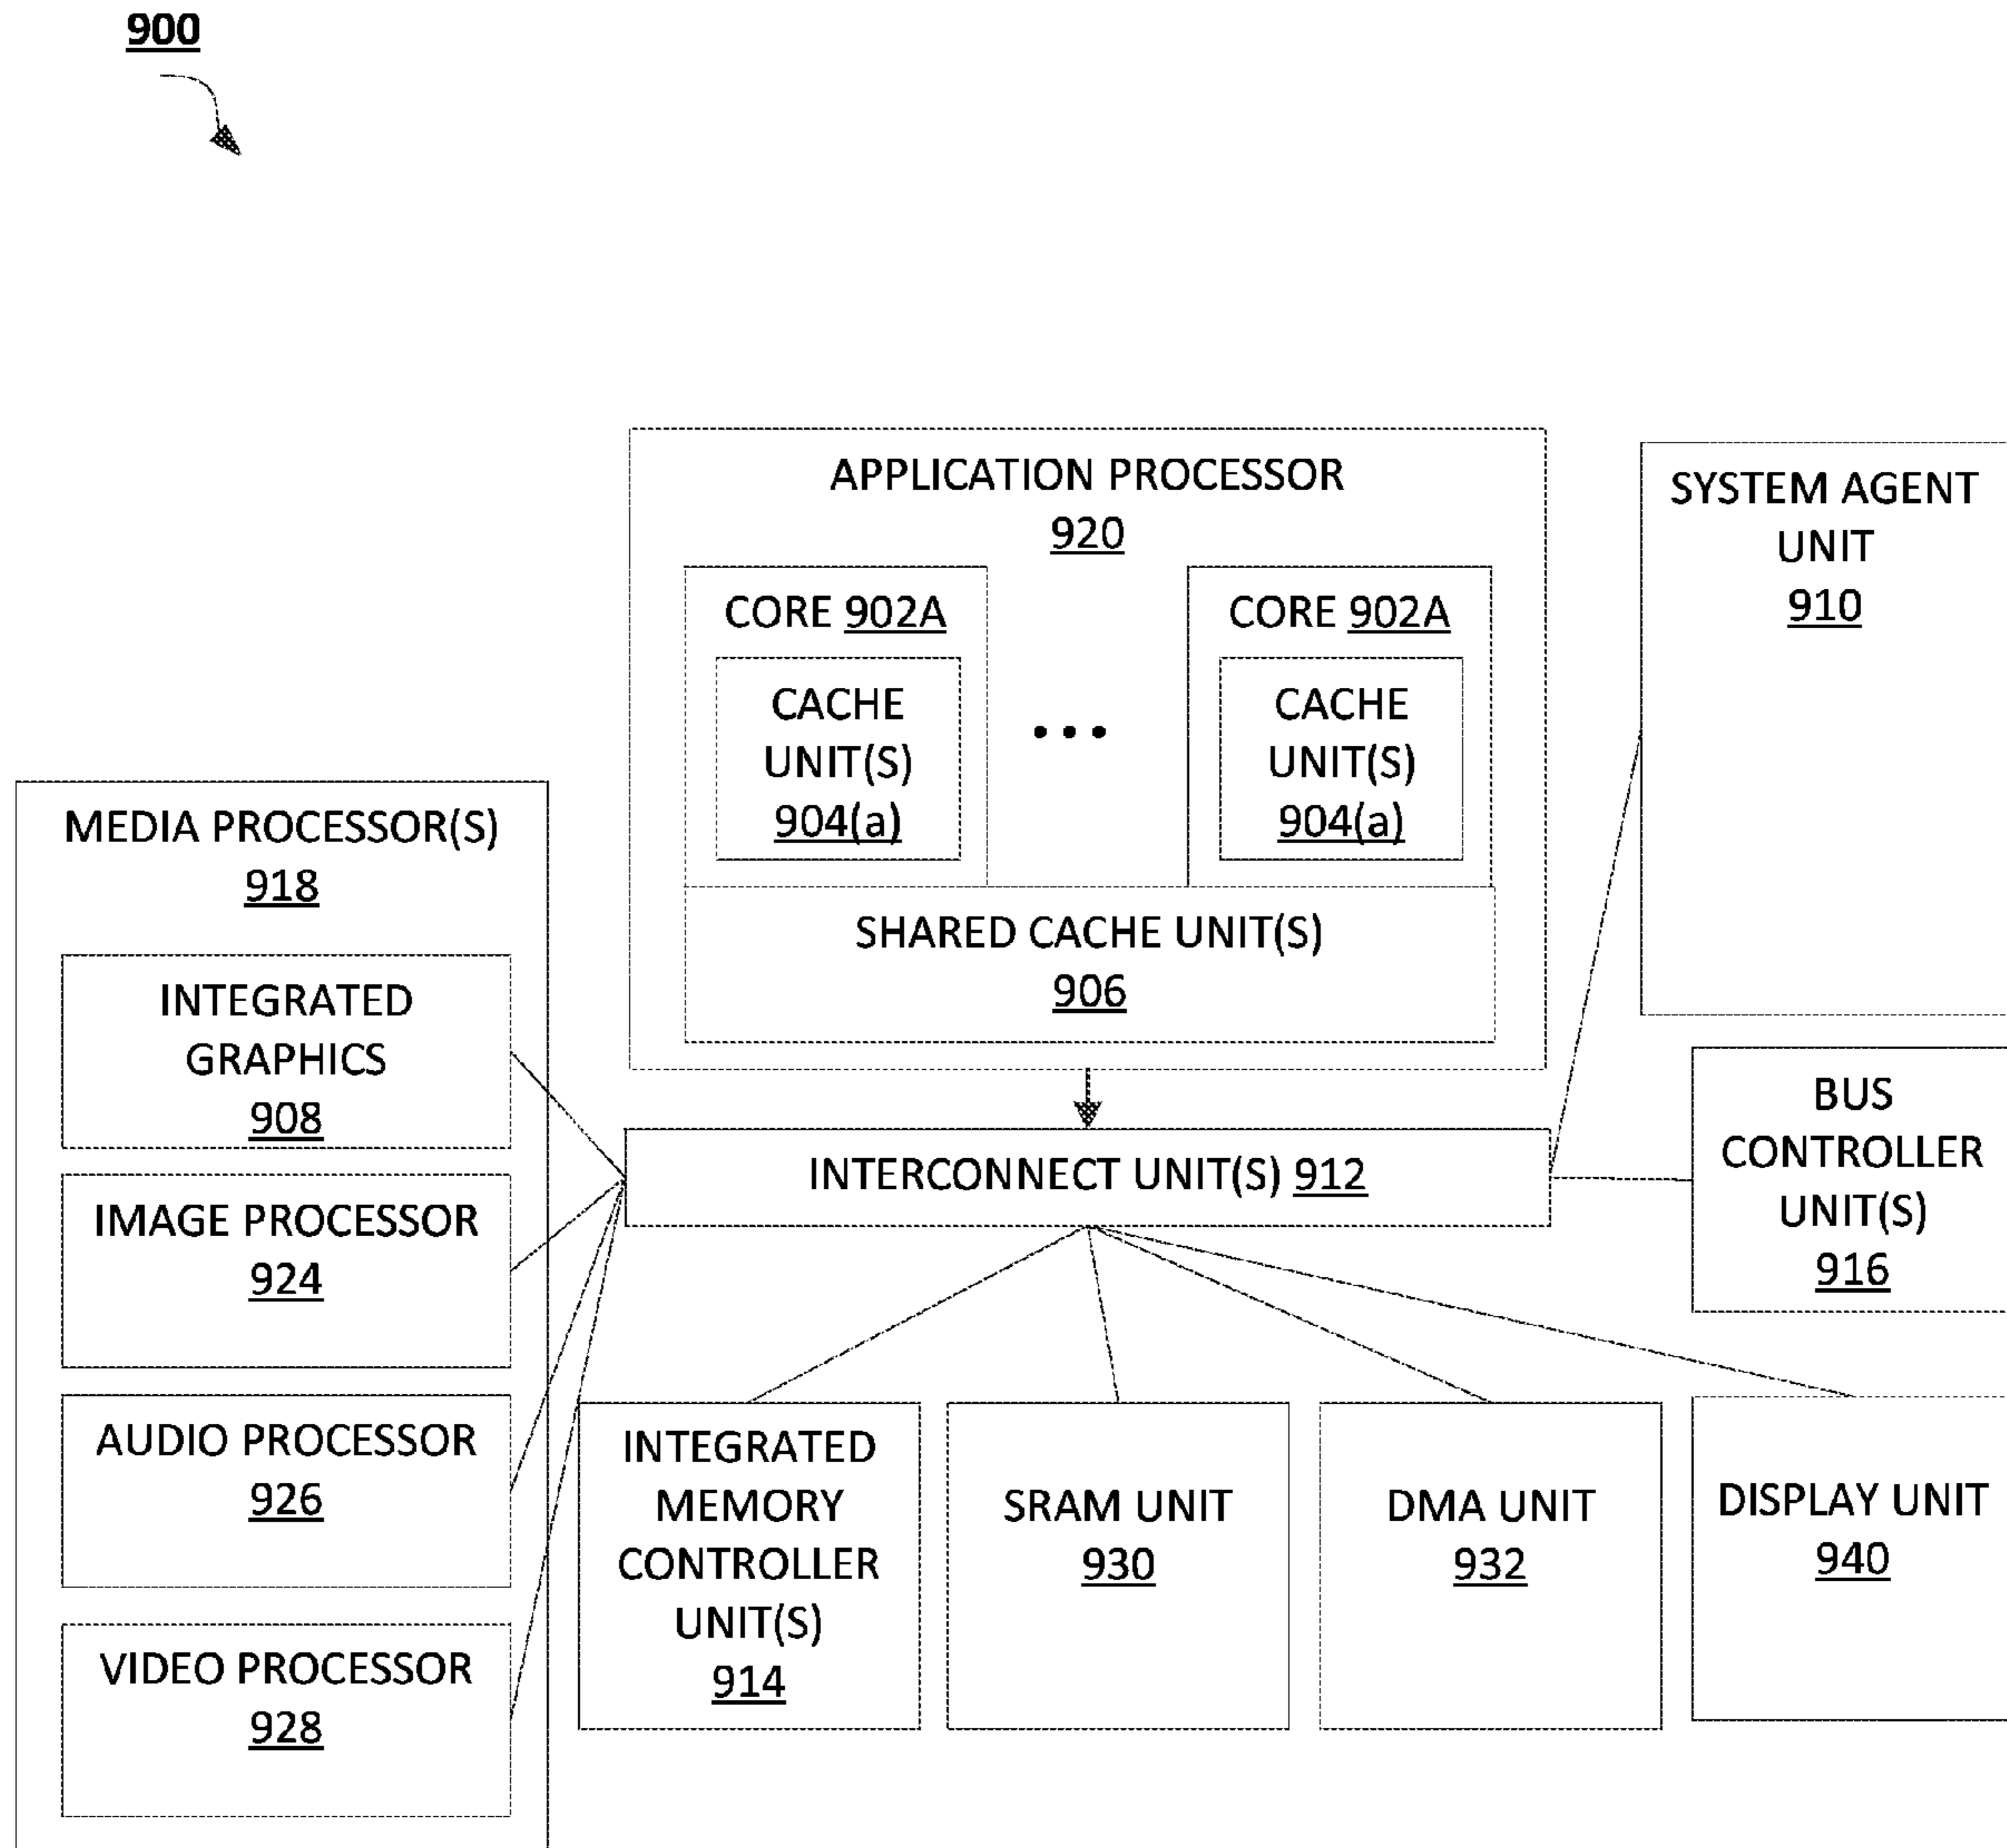 900
APPLICATION PROCESSOR
920
CORE 902A
CACHE
UNIT(S)
904(a)
...
CORE 902A
CACHE
UNIT(S)
904(a)
SHARED CACHE UNIT(S)
906
SYSTEM AGENT
UNIT
910
MEDIA PROCESSOR(S)
918
INTEGRATED
GRAPHICS
908
IMAGE PROCESSOR
924
AUDIO PROCESSOR
926
VIDEO PROCESSOR
928
INTERCONNECT UNIT(S) 912
BUS
CONTROLLER
UNIT(S)
916
INTEGRATED
MEMORY
CONTROLLER
UNIT(S)
914
SRAM UNIT
930
DMA UNIT
932
DISPLAY UNIT
940